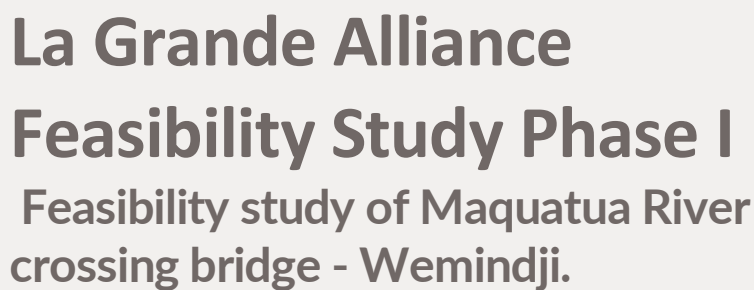 La Grande Alliance
Feasibility Study Phase I
Feasibility study of Maquatua River
crossing bridge - Wemindji.